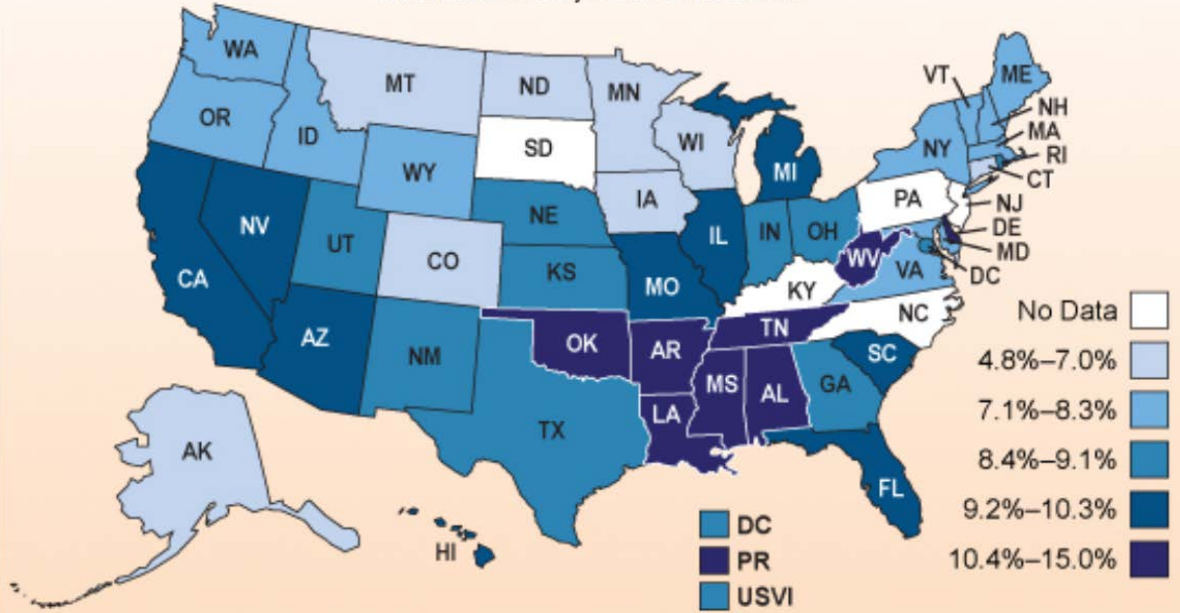 WA
MT
ND
MN
VT
ME
OR
ID
SD
WI
NH
MA
NY
RI
WY
MI
CT
IA
PA
NJ
NE
NV
IL
IN
OH
DE
UT
WV
MD
CO
VA
DC
CA
KS
MO
KY
NC
No Data
TN
OK
AR
SC
AZ
NM
4.8%–7.0%
MS
AL
GA
LA
7.1%–8.3%
TX
AK
8.4%–9.1%
FL
9.2%–10.3%
DC
HI
PR
10.4%–15.0%
USVI